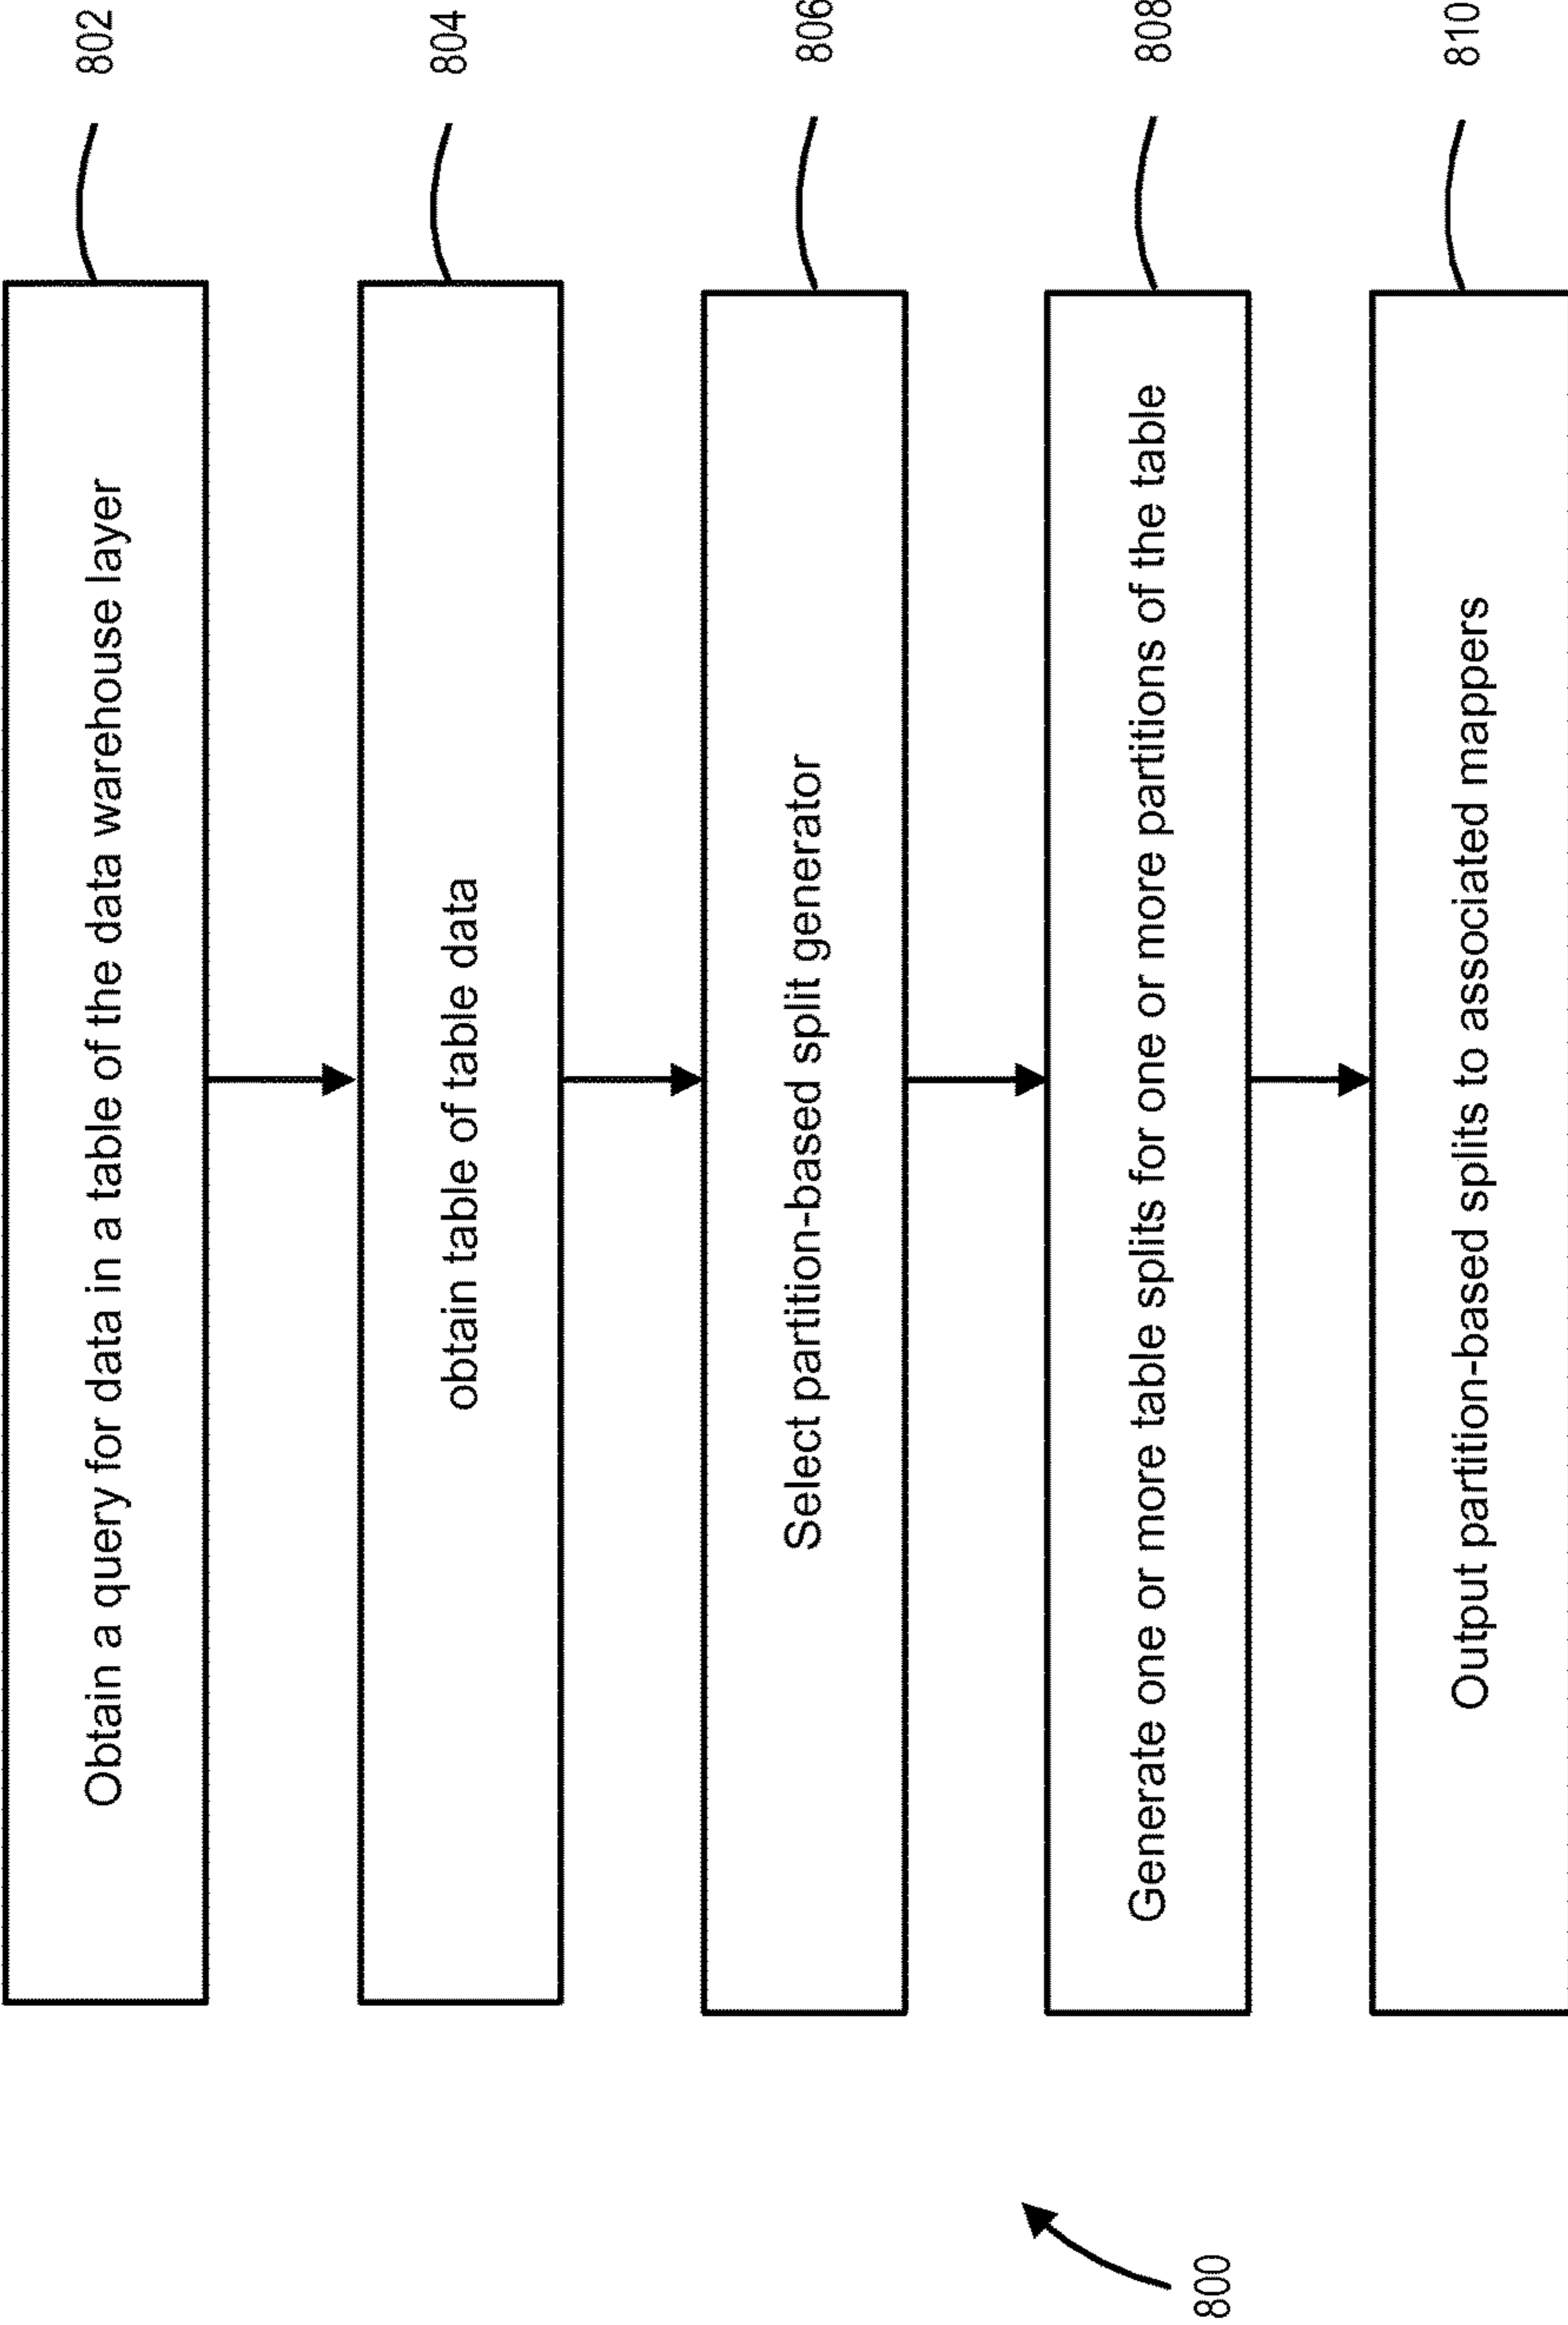 802
Obtain a query for data in a table of the data warehouse layer
804
obtain table of table data
806
Select partition-based split generator
808
Generate one or more table splits for one or more partitions of the table
810
Output partition-based splits to associated mappers
800